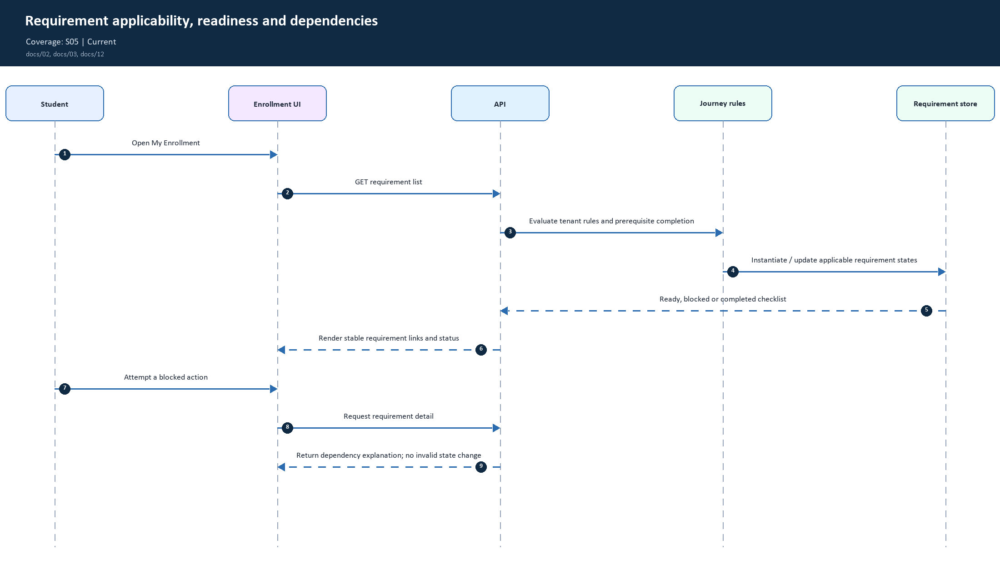 Requirement applicability, readiness and dependencies
Coverage: S05 | Current
docs/02, docs/03, docs/12
Student
Enrollment UI
API
Journey rules
Requirement store
Open My Enrollment
1
GET requirement list
2
Evaluate tenant rules and prerequisite completion
3
Instantiate / update applicable requirement states
4
Ready, blocked or completed checklist
5
Render stable requirement links and status
6
Attempt a blocked action
7
Request requirement detail
8
Return dependency explanation; no invalid state change
9